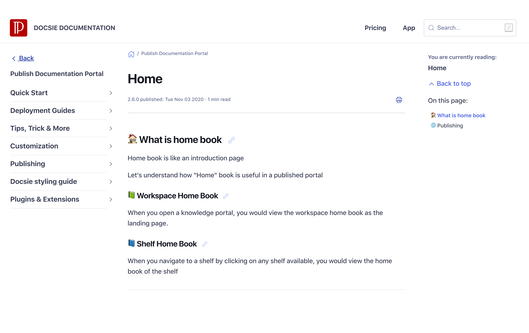 DOCSIE DOCUMENTATION
Pricing
App
Search...
/
Back
Publish Documentation Portal
Quick Start
Deployment Guides
Tips, Trick & More
Customization
Publishing
Docsie styling guide
Plugins & Extensions
/ Publish Documentation Portal
Home
2.6.0 published: Tue Nov 03 2020 · 1 min read
What is home book
Home book is like an introduction page
Let's understand how "Home" book is useful in a published portal
Workspace Home Book
When you open a knowledge portal, you would view the workspace home book as the
landing page.
Shelf Home Book
When you navigate to a shelf by clicking on any shelf available, you would view the home
book of the shelf
You are currently reading:
Home
Back to top
On this page:
What is home book
Publishing